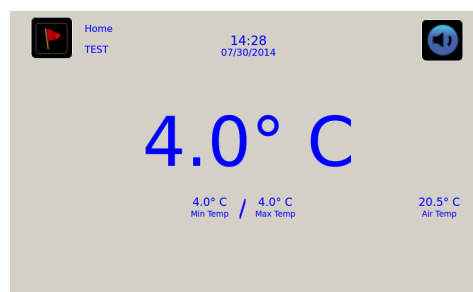 Home
TEST
14:28
07/30/2014
4.0° C
4.0° C / 4.0° C
Min Temp Max Temp
20.5° C
Air Temp